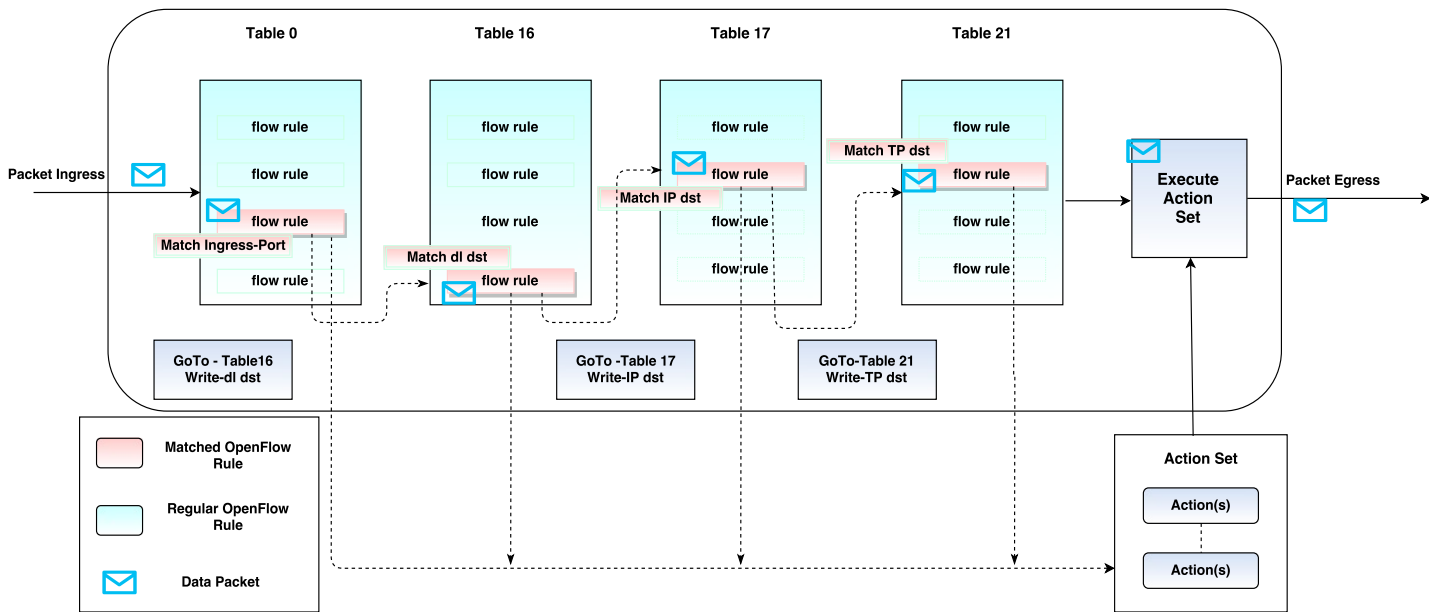 Table 0
Table 16
Table 17
Table 21
Packet Ingress
flow rule
flow rule
flow rule
Match Ingress-Port
flow rule
flow rule
flow rule
flow rule
Match dl dst
flow rule
flow rule
flow rule
Match IP dst
flow rule
flow rule
flow rule
Match TP dst
flow rule
flow rule
flow rule
Execute
Action
Set
Packet Egress
GoTo - Table16
Write-dl dst
GoTo -Table 17
Write-IP dst
GoTo-Table 21
Write-TP dst
Matched OpenFlow
Rule
Regular OpenFlow
Rule
Data Packet
Action Set
Action(s)
Action(s)